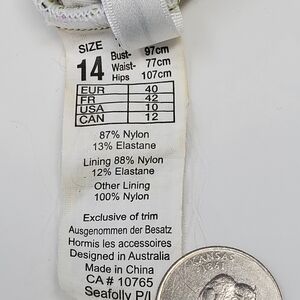 SIZE
14
Bust- 97cm
Waist- 77cm
Hips 107cm
EUR 40
FR 42
USA 10
CAN 12
87% Nylon
13% Elastane
Lining 88% Nylon
12% Elastane
Other Lining
100% Nylon
Exclusive of trim
Ausgenommen der Besatz
Hormis les accessoires
Designed in Australia
Made in China
CA # 10765
Seafolly P/L
KANSAS
1861